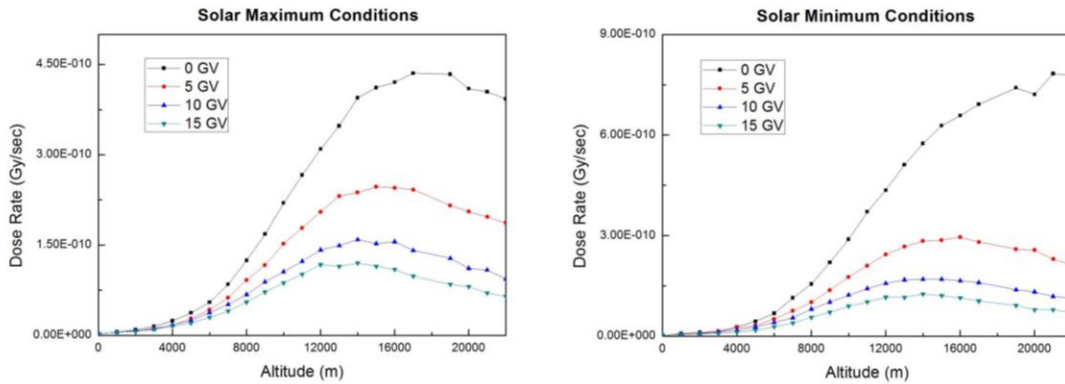 Solar Maximum Conditions
4.50E-010
3.00E-010
1.50E-010
0.00E+000
Dose Rate (Gy/sec)
0 GV
5 GV
10 GV
15 GV
0 4000 8000 12000 16000 20000
Altitude (m)
Solar Minimum Conditions
9.00E-010
6.00E-010
3.00E-010
0.00E+000
Dose Rate (Gy/sec)
0 GV
5 GV
10 GV
15 GV
0 4000 8000 12000 16000 20000
Altitude (m)